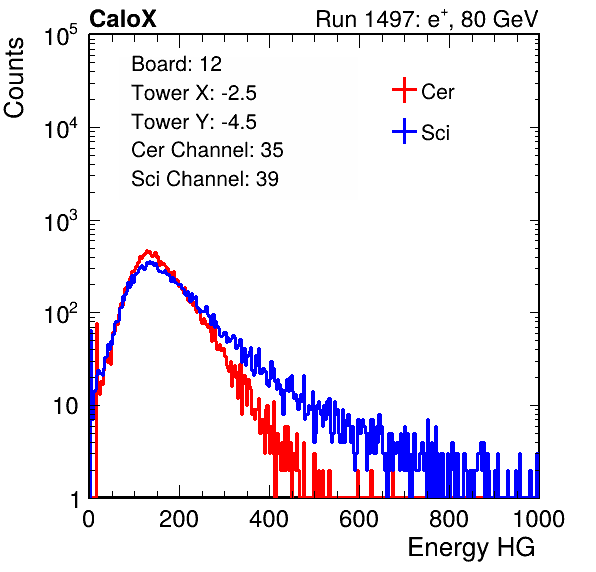 CaloX Run 1497: e⁺, 80 GeV
Board: 12
Tower X: -2.5
Tower Y: -4.5
Cer Channel: 35
Sci Channel: 39
Cer
Sci
Counts
10⁵
10⁴
10³
10²
10
1
0 200 400 600 800 1000
Energy HG